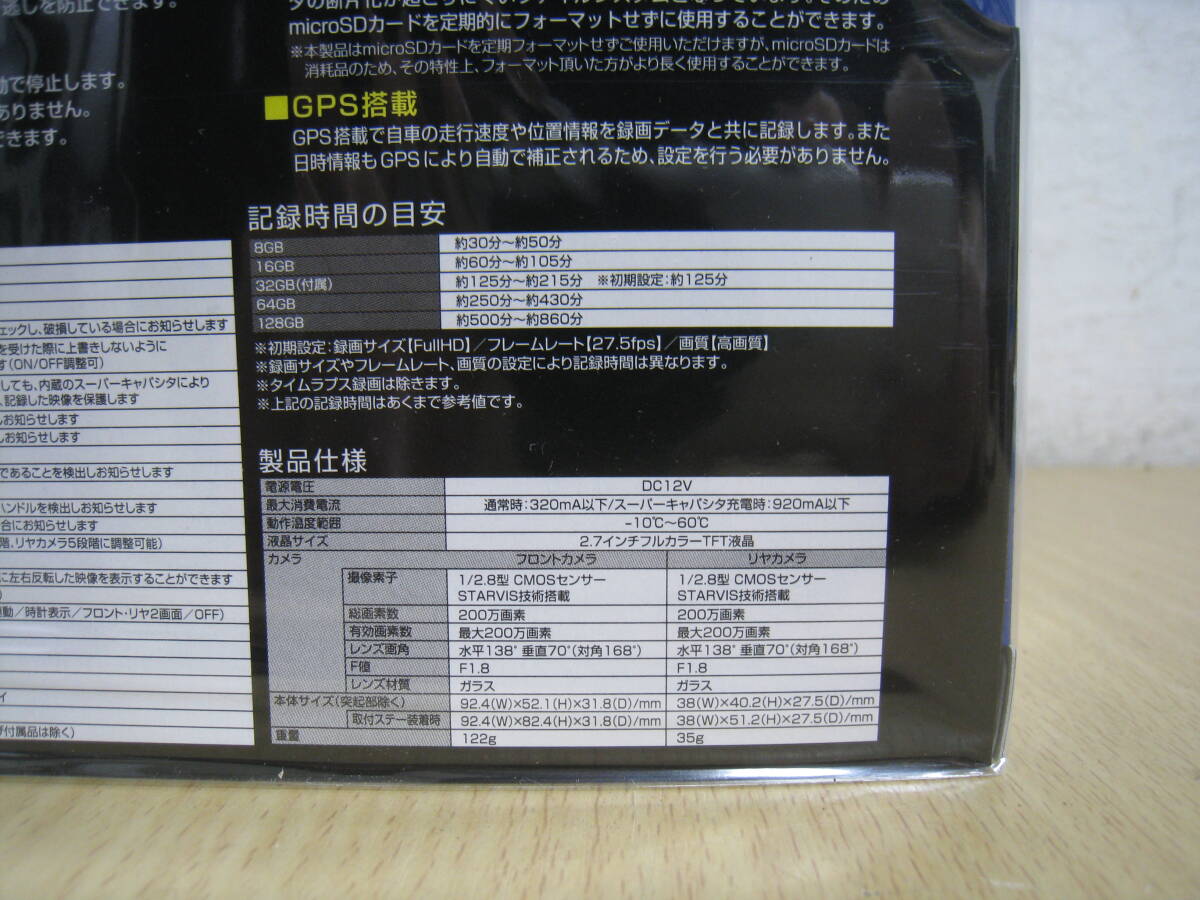 逃しを防止できます。
動で停止します。
ありません。
できます。
ェックし、破損している場合にお知らせします
を受けた際に上書きしないように
す(ON/OFF調整可)
しても、内蔵のスーパーキャパシタにより
、記録した映像を保護します
しお知らせします
しお知らせします
であることを検出しお知らせします
ハンドルを検出しお知らせします
合にお知らせします
階、リヤカメラ5段階に調整可能)
に左右反転した映像を表示することができます
動／時計表示／フロント・リヤ2画面／OFF)
イ
付属品は除く)
microSDカードを定期的にフォーマットせずに使用することができます。
※本製品はmicroSDカードを定期フォーマットせずご使用いただけますが、microSDカードは
消耗品のため、その特性上、フォーマット頂いた方がより長く使用することができます。
■GPS搭載
GPS搭載で自車の走行速度や位置情報を録画データと共に記録します。また
日時情報もGPSにより自動で補正されるため、設定を行う必要がありません。
記録時間の目安
8GB 約30分～約50分
16GB 約60分～約105分
32GB(付属) 約125分～約215分 ※初期設定：約125分
64GB 約250分～約430分
128GB 約500分～約860分
※初期設定：録画サイズ【FullHD】／フレームレート【27.5fps】／画質【高画質】
※録画サイズやフレームレート、画質の設定により記録時間は異なります。
※タイムラプス録画は除きます。
※上記の記録時間はあくまで参考値です。
製品仕様
電源電圧 DC12V
最大消費電流 通常時：320mA以下/スーパーキャパシタ充電時：920mA以下
動作温度範囲 -10℃～60℃
液晶サイズ 2.7インチフルカラーTFT液晶
カメラ フロントカメラ リヤカメラ
撮像素子 1/2.8型 CMOSセンサー 1/2.8型 CMOSセンサー
STARVIS技術搭載 STARVIS技術搭載
総画素数 200万画素 200万画素
有効画素数 最大200万画素 最大200万画素
レンズ画角 水平138° 垂直70°(対角168°) 水平138° 垂直70°(対角168°)
F値 F1.8 F1.8
レンズ材質 ガラス ガラス
本体サイズ(突起部除く) 92.4(W)×52.1(H)×31.8(D)/mm 38(W)×40.2(H)×27.5(D)/mm
取付ステー装着時 92.4(W)×82.4(H)×31.8(D)/mm 38(W)×51.2(H)×27.5(D)/mm
重量 122g 35g